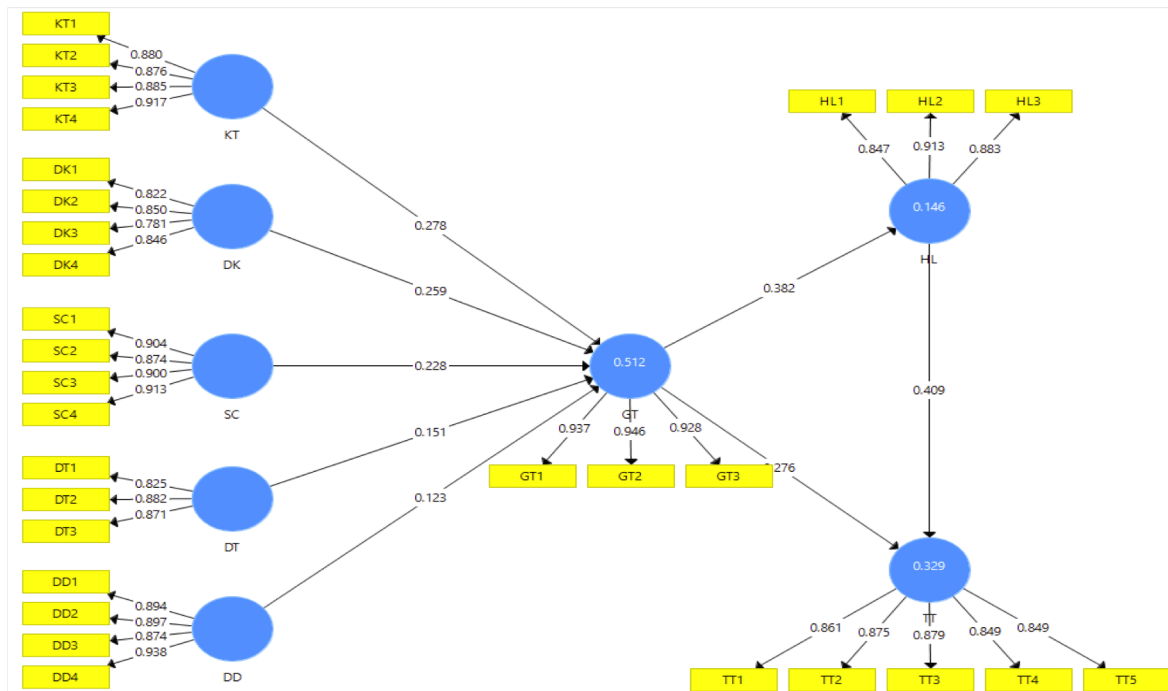 KT1
KT2
KT3
KT4
0.880
0.876
0.885
0.917
KT
DK1
DK2
DK3
DK4
0.822
0.850
0.781
0.846
DK
SC1
SC2
SC3
SC4
0.904
0.874
0.900
0.913
SC
DT1
DT2
DT3
0.825
0.882
0.871
DT
DD1
DD2
DD3
DD4
0.894
0.897
0.874
0.938
DD
0.278
0.259
0.228
0.151
0.123
0.512
GT
0.937
0.946
0.928
GT1
GT2
GT3
0.382
0.276
HL1
HL2
HL3
0.847
0.913
0.883
0.146
HL
0.409
0.329
TT
0.861
0.875
0.879
0.849
0.849
TT1
TT2
TT3
TT4
TT5